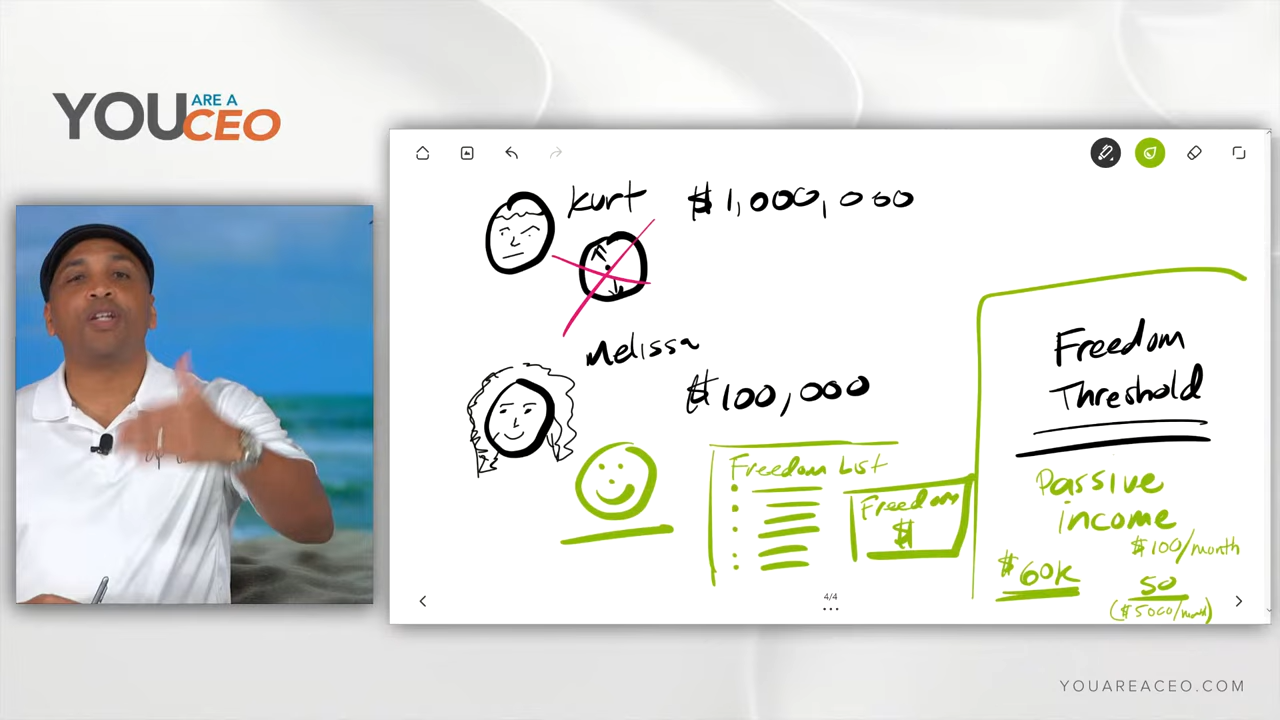 YOU ARE A CEO
Kurt $1,000,000
Melissa
$100,000
Freedom List
Freedom
$
Freedom
Threshold
Passive
income
$100/month
$60K
50
($5000/month)
4/4
YOUAREACEO.COM